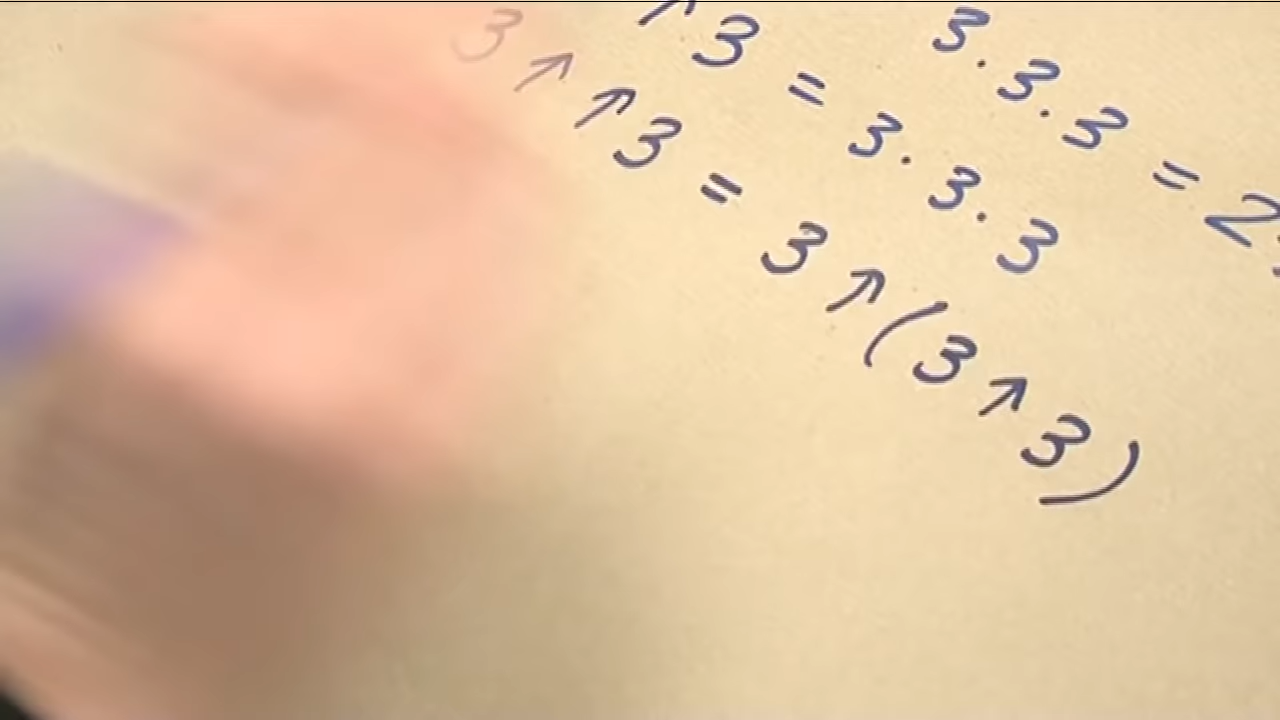 3 · 3 · 3 = 2
↑ 3 = 3 · 3 · 3
3 ↑ ↑ 3 = 3 ↑ (3 ↑ 3)